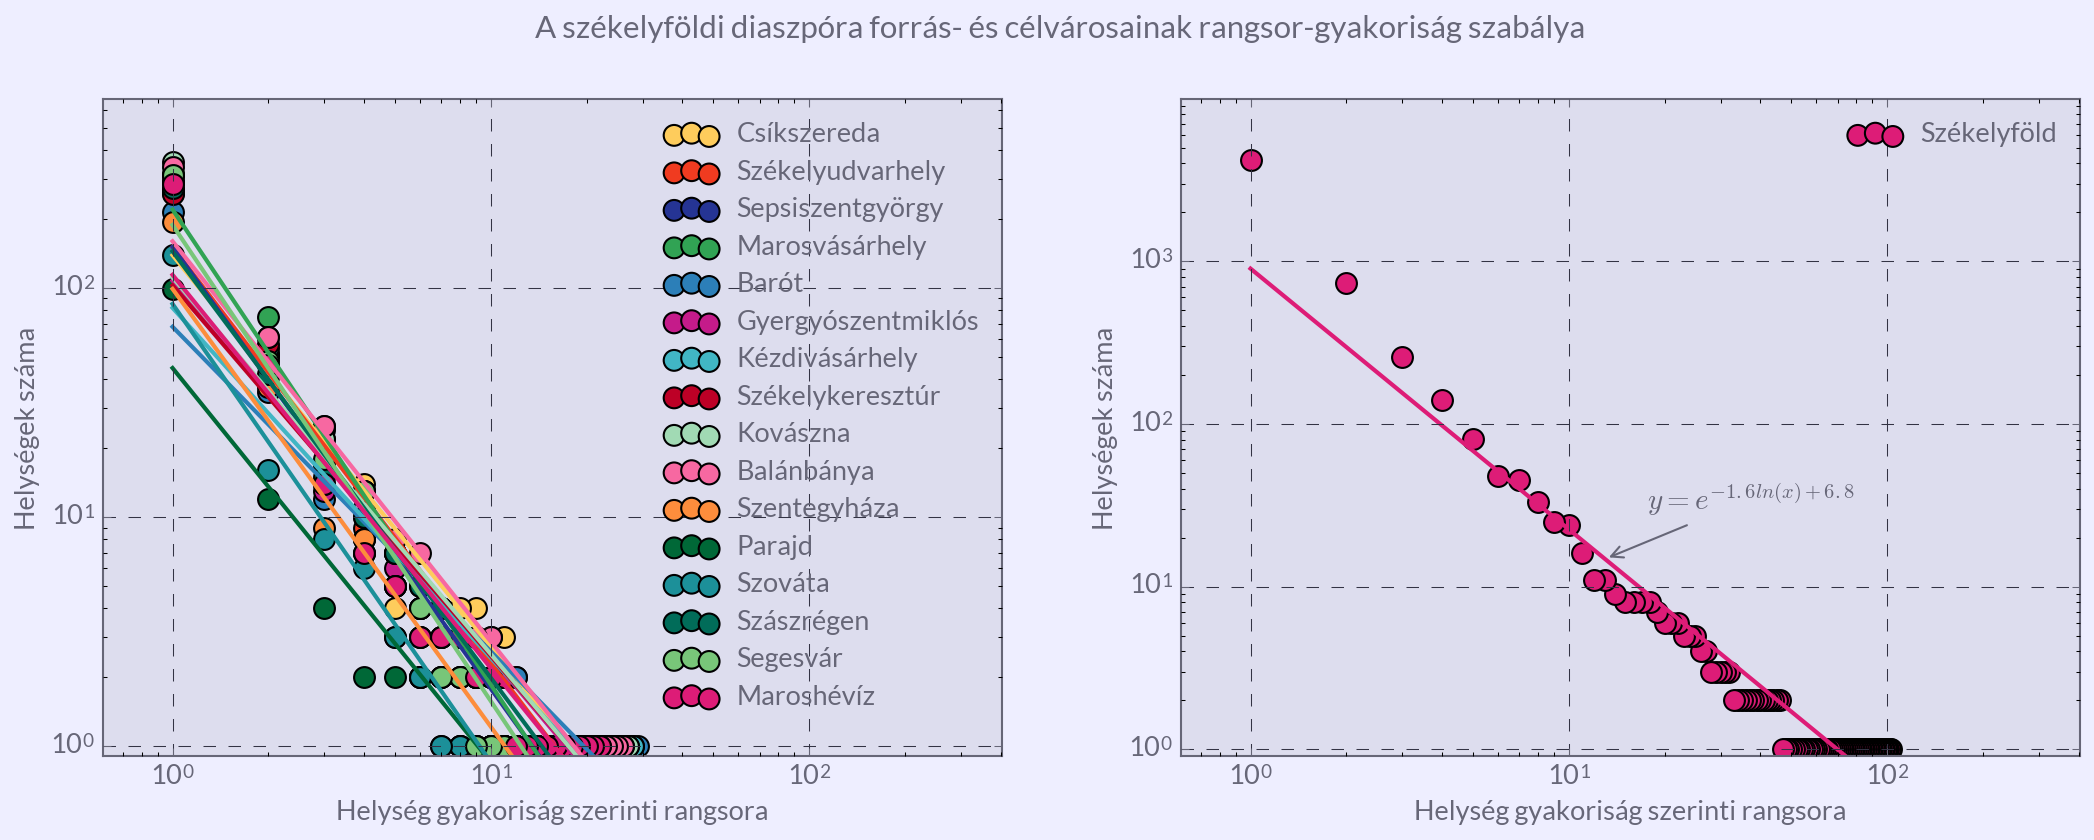 A székelyföldi diaszpóra forrás- és célvárosainak rangsor-gyakoriság szabálya
Helységek száma
10²
10¹
10⁰
10⁰
10¹
10²
Helység gyakoriság szerinti rangsora
Csíkszereda
Székelyudvarhely
Sepsiszentgyörgy
Marosvásárhely
Barót
Gyergyószentmiklós
Kézdivásárhely
Székelykeresztúr
Kovászna
Balánbánya
Szentegyháza
Parajd
Szováta
Szászrégen
Segesvár
Maroshévíz
Helységek száma
10³
10²
10¹
10⁰
10⁰
10¹
10²
Helység gyakoriság szerinti rangsora
Székelyföld
y = e^{-1.6ln(x)+6.8}